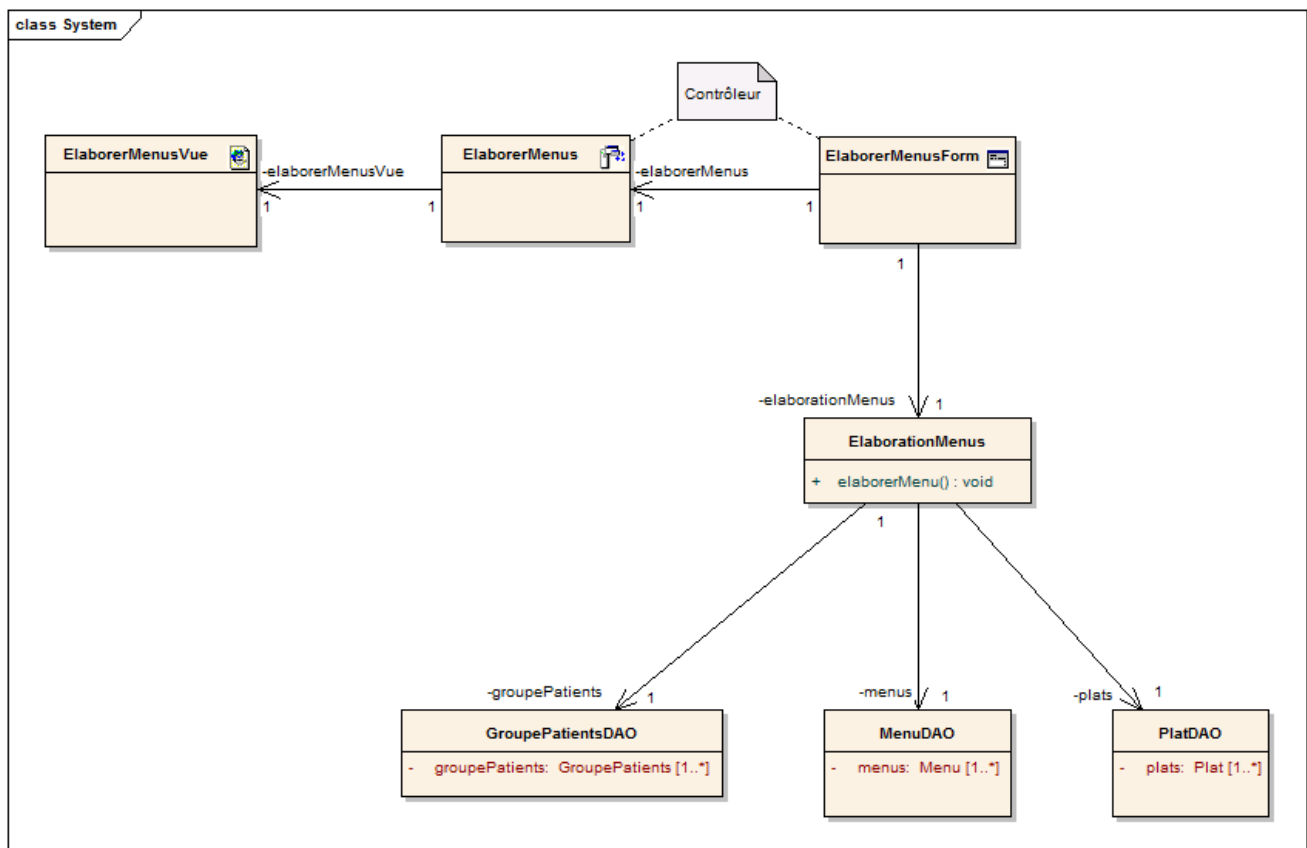 class System
Contrôleur
ElaborerMenusVue
ElaborerMenus
ElaborerMenusForm
-elaborerMenusVue
-elaborerMenus
1
1
1
1
1
-elaborationMenus
1
ElaborationMenus
+ elaborerMenu() : void
1
-groupePatients
1
-menus
1
-plats
1
GroupePatientsDAO
- groupePatients: GroupePatients [1..*]
MenuDAO
- menus: Menu [1..*]
PlatDAO
- plats: Plat [1..*]